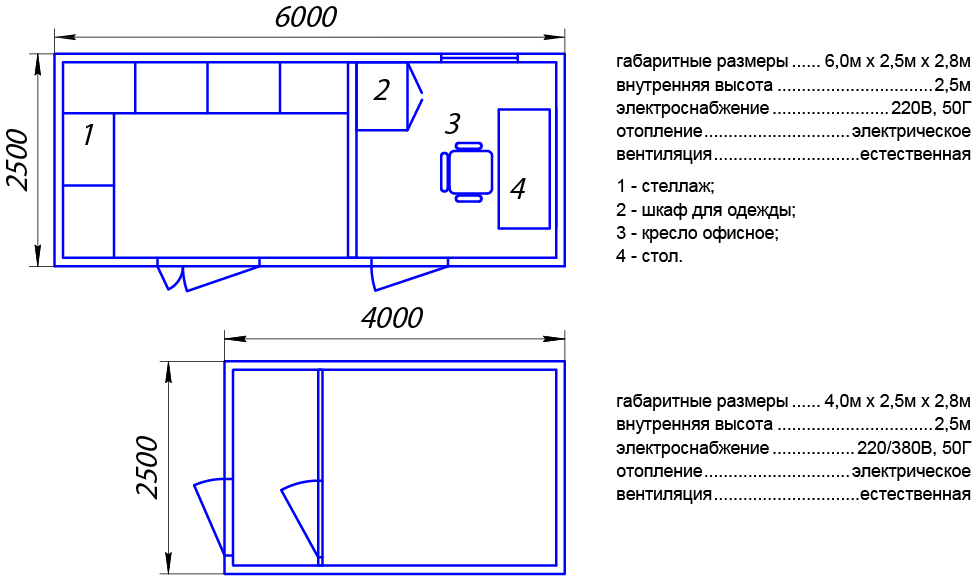 6000
2500
1
2
3
4
габаритные размеры ...... 6,0м x 2,5м x 2,8м
внутренняя высота ..................................2,5м
электроснабжение .........................220В, 50Г
отопление..............................электрическое
вентиляция...............................естественная
1 - стеллаж;
2 - шкаф для одежды;
3 - кресло офисное;
4 - стол.
4000
2500
габаритные размеры ...... 4,0м x 2,5м x 2,8м
внутренняя высота ..................................2,5м
электроснабжение .................. 220/380В, 50Г
отопление..............................электрическое
вентиляция...............................естественная